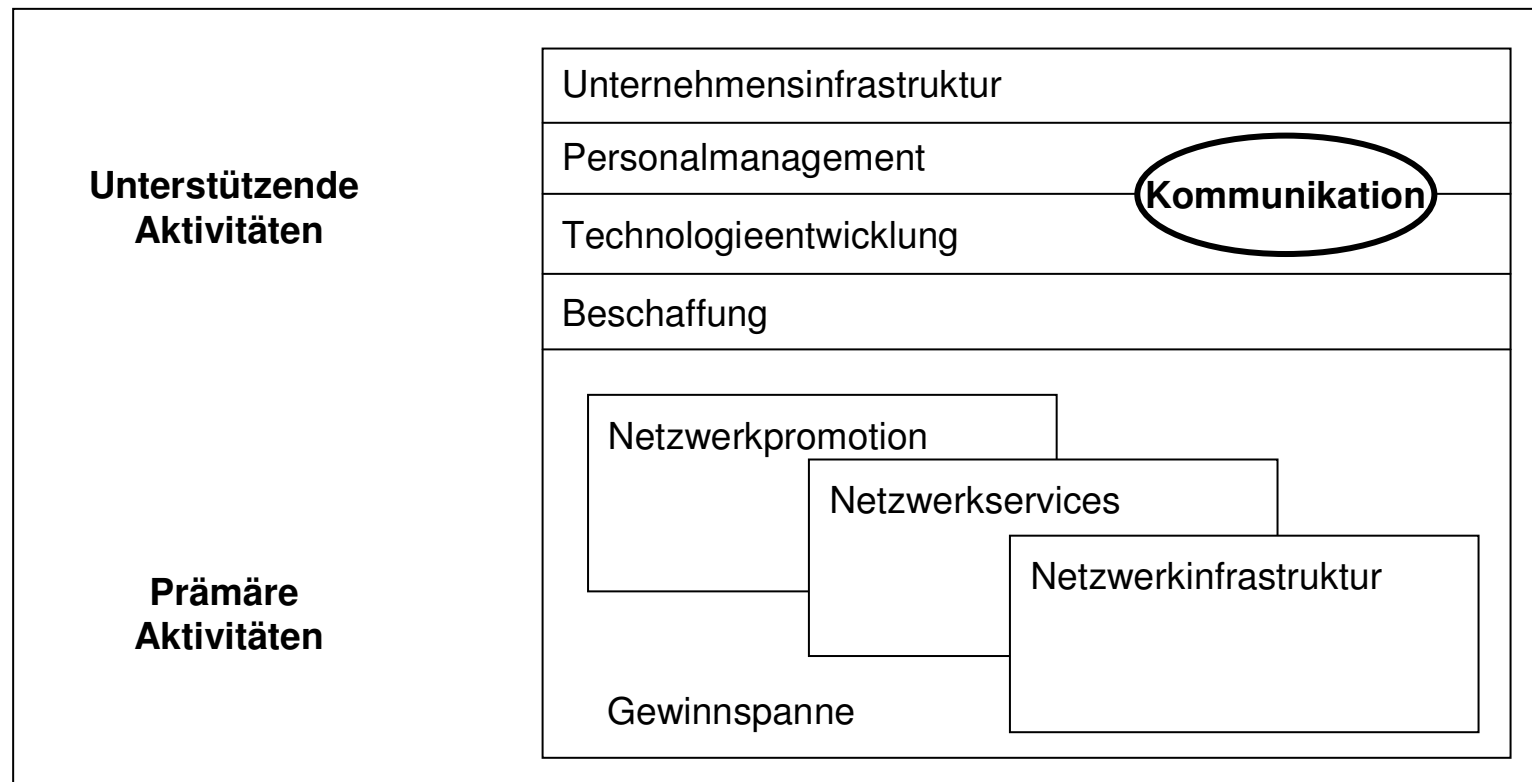 Unternehmensinfrastruktur
Personalmanagement
Kommunikation
Unterstützende
Aktivitäten
Technologieentwicklung
Beschaffung
Netzwerkpromotion
Netzwerkservices
Netzwerkinfrastruktur
Prämäre
Aktivitäten
Gewinnspanne